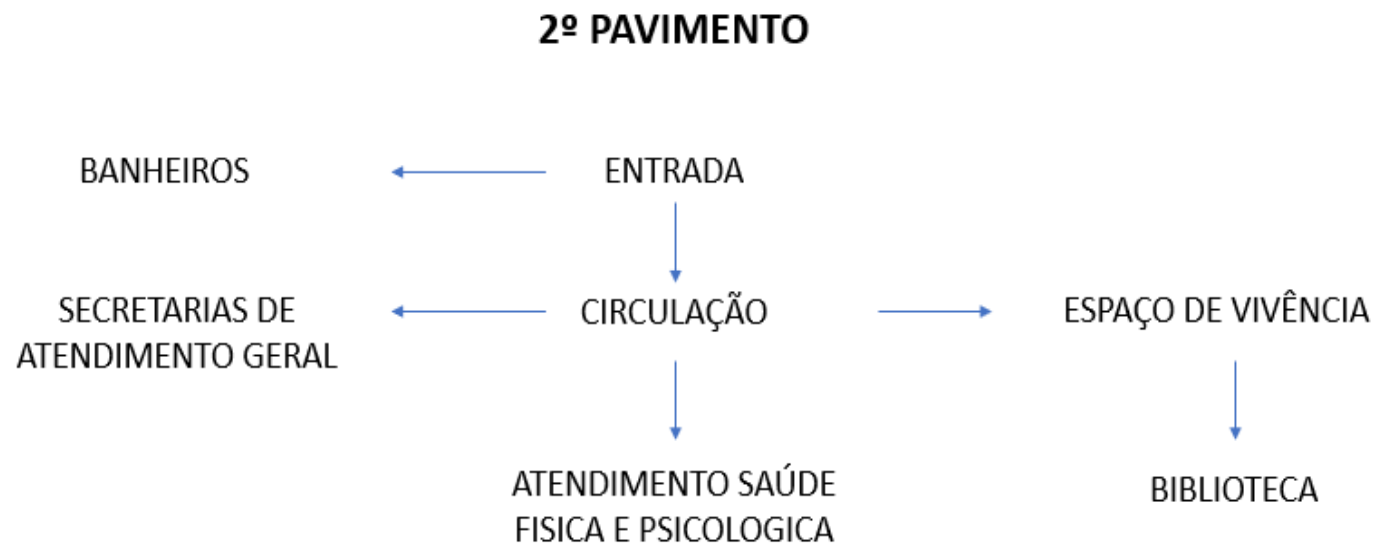 2º PAVIMENTO
BANHEIROS
ENTRADA
SECRETARIAS DE
ATENDIMENTO GERAL
CIRCULAÇÃO
ESPAÇO DE VIVÊNCIA
ATENDIMENTO SAÚDE
FISICA E PSICOLOGICA
BIBLIOTECA